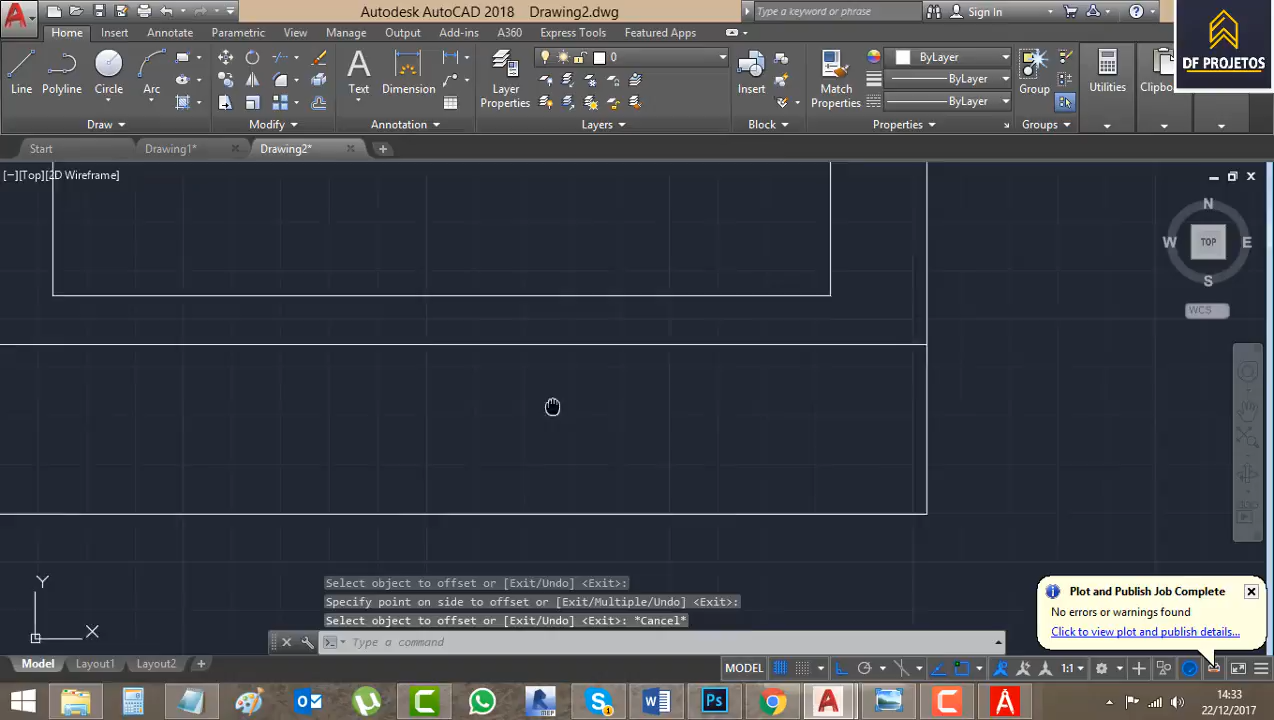 Autodesk AutoCAD 2018 Drawing2.dwg
Type a keyword or phrase
Sign In
Home Insert Annotate Parametric View Manage Output Add-ins A360 Express Tools Featured Apps
DF PROJETOS
Line Polyline Circle Arc
Text Dimension
Layer Properties
0
Insert
Match Properties
ByLayer
ByLayer
ByLayer
Group
Utilities
Clipbo
Draw Modify Annotation Layers Block Properties Groups
Start Drawing1* Drawing2*
[−][Top][2D Wireframe]
N
W TOP E
S
WCS
Y
X
Select object to offset or [Exit/Undo] <Exit>:
Specify point on side to offset or [Exit/Multiple/Undo] <Exit>:
Select object to offset or [Exit/Undo] <Exit>: *Cancel*
Type a command
Plot and Publish Job Complete
No errors or warnings found
Click to view plot and publish details...
Model Layout1 Layout2
MODEL 1:1
14:33
22/12/2017